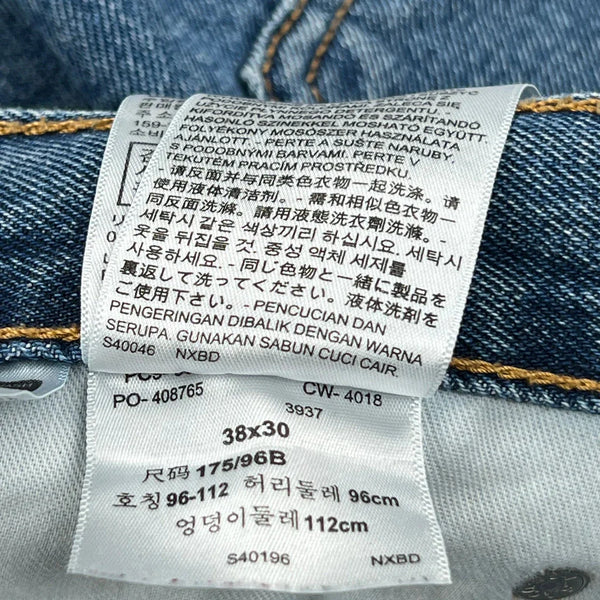 UZYCIE
FORDÍTVA MOSANDÓ ÉS SZÁRÍTANDÓ
HASONLÓ SZÍNEKKEL MOSHATÓ EGYÜTT.
FOLYÉKONY MOSÓSZER HASZNÁLATA
AJÁNLOTT. - PERTE A SUŠTE NARUBY,
S PODOBNÝMI BARVAMI. PERTE V
TEKUTÉM PRACÍM PROSTŘEDKU.
- 请反面并与同类色衣物一起洗涤。请
使用液体清洁剂。- 需和相似色衣物一
同反面洗滌。請用液態洗衣劑洗滌。-
세탁시 같은 색상끼리 하십시요. 세탁시
옷을 뒤집을 것. 중성 액체 세제를
사용하세요. - 同じ色物と一緒に製品を
裏返して洗ってください。液体洗剤を
ご使用下さい。- PENCUCIAN DAN
PENGERINGAN DIBALIK DENGAN WARNA
SERUPA. GUNAKAN SABUN CUCI CAIR.
S40046 NXBD
PO- 408765 CW- 4018
3937
38x30
尺码 175/96B
호칭 96-112 허리둘레 96cm
엉덩이둘레 112cm
S40196 NXBD